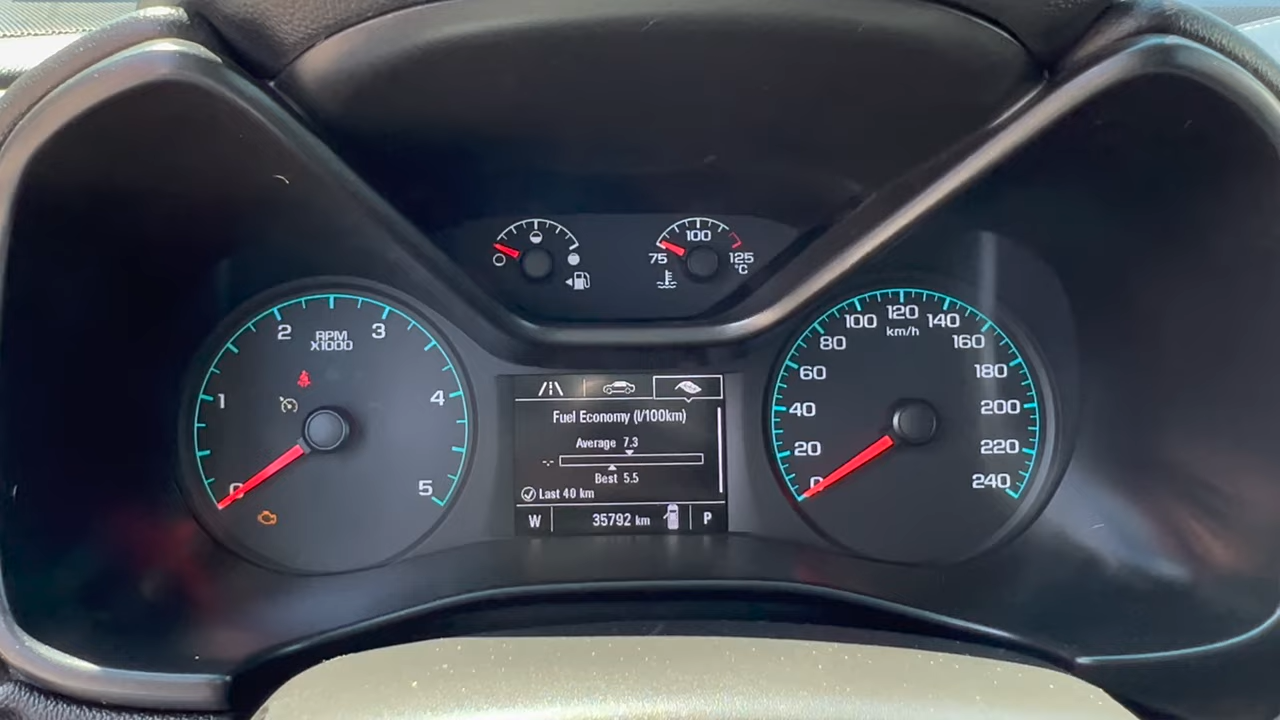 100
75
125
°C
2
RPM
X1000
3
1
4
0
5
Fuel Economy (l/100km)
Average 7.3
-.-
Best 5.5
Last 40 km
W
35792 km
P
0
20
40
60
80
100
120
140
160
180
200
220
240
km/h